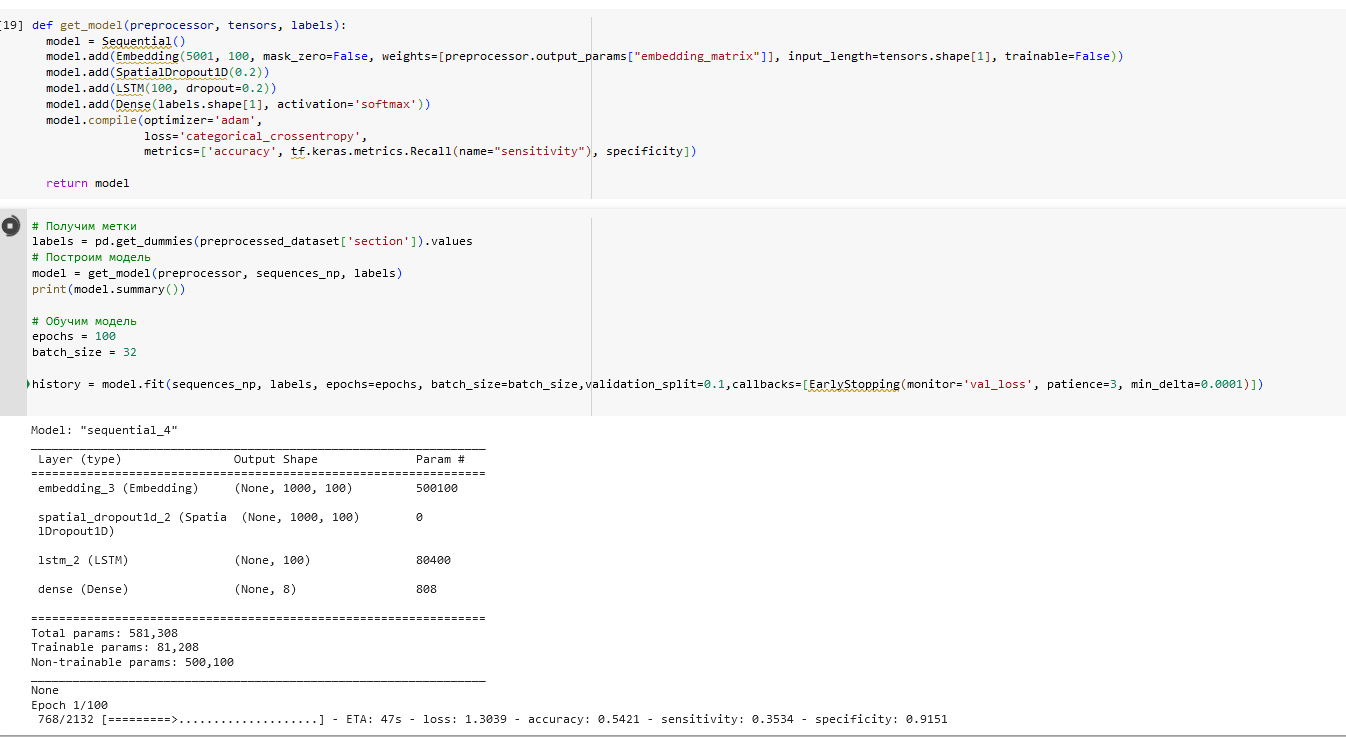 [19] def get_model(preprocessor, tensors, labels):
model = Sequential()
model.add(Embedding(5001, 100, mask_zero=False, weights=[preprocessor.output_params["embedding_matrix"]], input_length=tensors.shape[1], trainable=False))
model.add(SpatialDropout1D(0.2))
model.add(LSTM(100, dropout=0.2))
model.add(Dense(labels.shape[1], activation='softmax'))
model.compile(optimizer='adam',
loss='categorical_crossentropy',
metrics=['accuracy', tf.keras.metrics.Recall(name="sensitivity"), specificity])
return model
# Получим метки
labels = pd.get_dummies(preprocessed_dataset['section']).values
# Построим модель
model = get_model(preprocessor, sequences_np, labels)
print(model.summary())
# Обучим модель
epochs = 100
batch_size = 32
history = model.fit(sequences_np, labels, epochs=epochs, batch_size=batch_size,validation_split=0.1,callbacks=[EarlyStopping(monitor='val_loss', patience=3, min_delta=0.0001)])
Model: "sequential_4"
_________________________________________________________________
Layer (type) Output Shape Param #
=================================================================
embedding_3 (Embedding) (None, 1000, 100) 500100
spatial_dropout1d_2 (Spatia (None, 1000, 100) 0
lDropout1D)
lstm_2 (LSTM) (None, 100) 80400
dense (Dense) (None, 8) 808
=================================================================
Total params: 581,308
Trainable params: 81,208
Non-trainable params: 500,100
_________________________________________________________________
None
Epoch 1/100
768/2132 [=========>....................] - ETA: 47s - loss: 1.3039 - accuracy: 0.5421 - sensitivity: 0.3534 - specificity: 0.9151